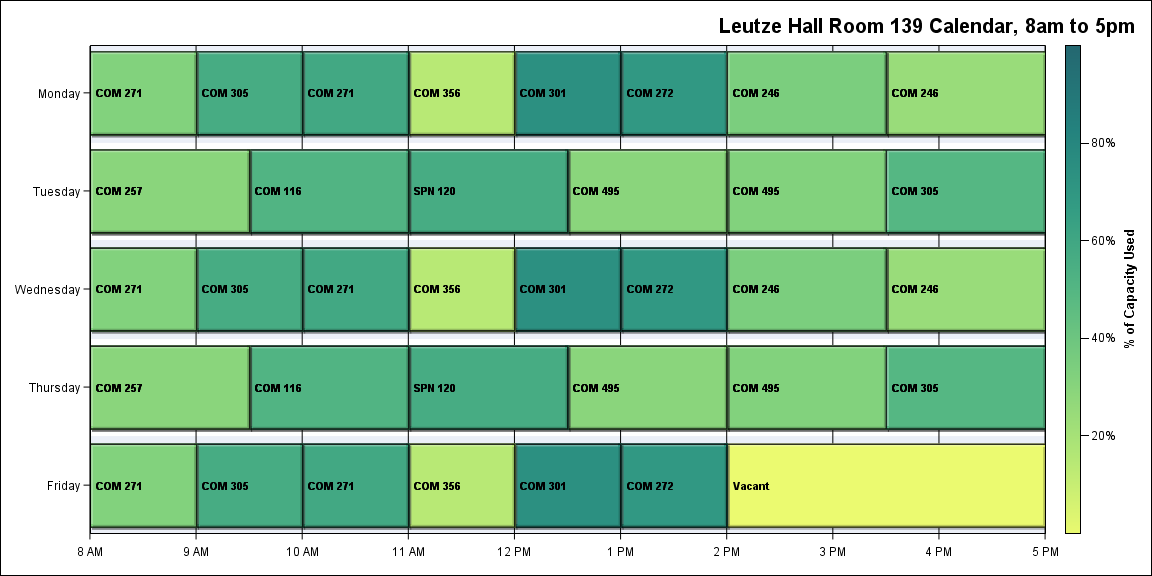 Leutze Hall Room 139 Calendar, 8am to 5pm
Monday
COM 271
COM 305
COM 271
COM 356
COM 301
COM 272
COM 246
COM 246
Tuesday
COM 257
COM 116
SPN 120
COM 495
COM 495
COM 305
Wednesday
COM 271
COM 305
COM 271
COM 356
COM 301
COM 272
COM 246
COM 246
Thursday
COM 257
COM 116
SPN 120
COM 495
COM 495
COM 305
Friday
COM 271
COM 305
COM 271
COM 356
COM 301
COM 272
Vacant
8 AM
9 AM
10 AM
11 AM
12 PM
1 PM
2 PM
3 PM
4 PM
5 PM
80%
60%
40%
20%
% of Capacity Used